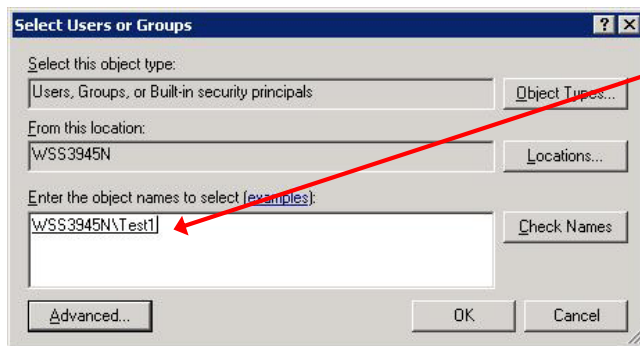 Select Users or Groups
Select this object type:
Users, Groups, or Built-in security principals
Object Types...
From this location:
WSS3945N
Locations...
Enter the object names to select (examples):
WSS3945N\Test1
Check Names
Advanced...
OK
Cancel